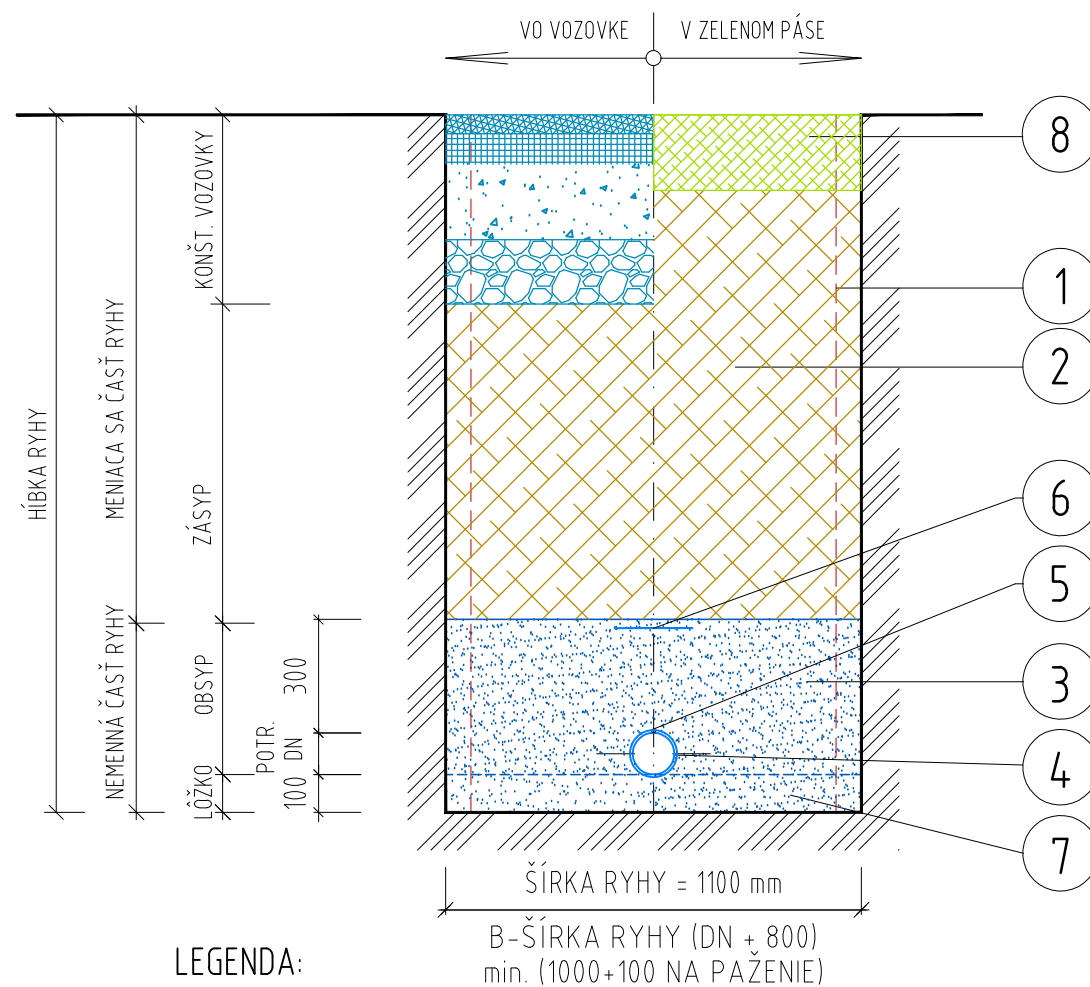 VO VOZOVKE
V ZELENOM PÁSE
HÍBKA RYHY
MENIACA SA ČASŤ RYHY
NEMENNÁ ČASŤ RYHY
KONŠT. VOZOVKY
ZÁSYP
OBSYP
LÔŽKO
300
POTR.
DN
100
8
1
2
6
5
3
4
7
ŠÍRKA RYHY = 1100 mm
B-ŠÍRKA RYHY (DN + 800)
min. (1000+100 NA PAŽENIE)
LEGENDA: